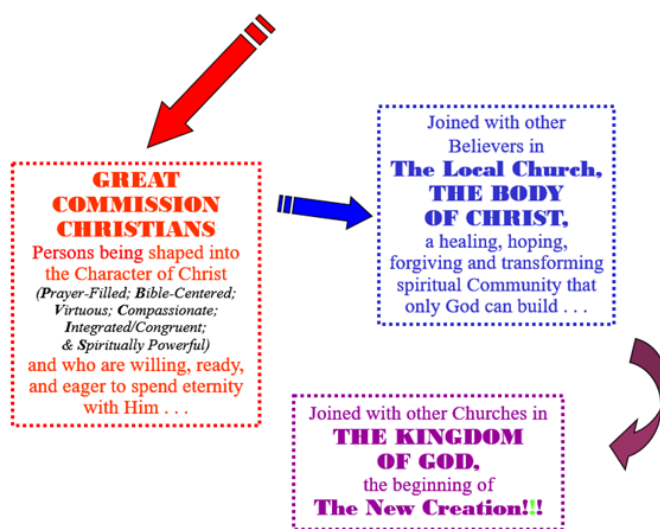 GREAT
COMMISSION
CHRISTIANS
Persons being shaped into
the Character of Christ
(Prayer-Filled; Bible-Centered;
Virtuous; Compassionate;
Integrated/Congruent;
& Spiritually Powerful)
and who are willing, ready,
and eager to spend eternity
with Him . . .
Joined with other
Believers in
The Local Church,
THE BODY
OF CHRIST,
a healing, hoping,
forgiving and transforming
spiritual Community that
only God can build . . .
Joined with other Churches in
THE KINGDOM
OF GOD,
the beginning of
The New Creation!!!